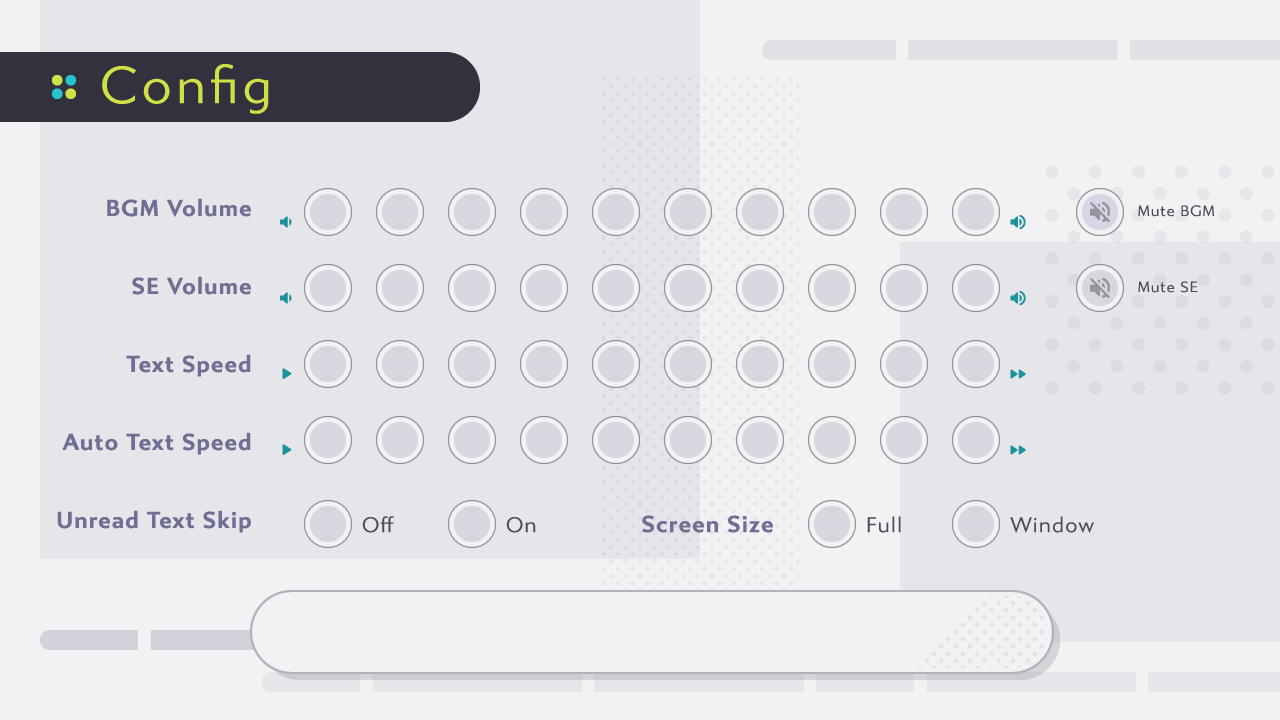 Config
BGM Volume
Mute BGM
SE Volume
Mute SE
Text Speed
Auto Text Speed
Unread Text Skip Off On Screen Size Full Window